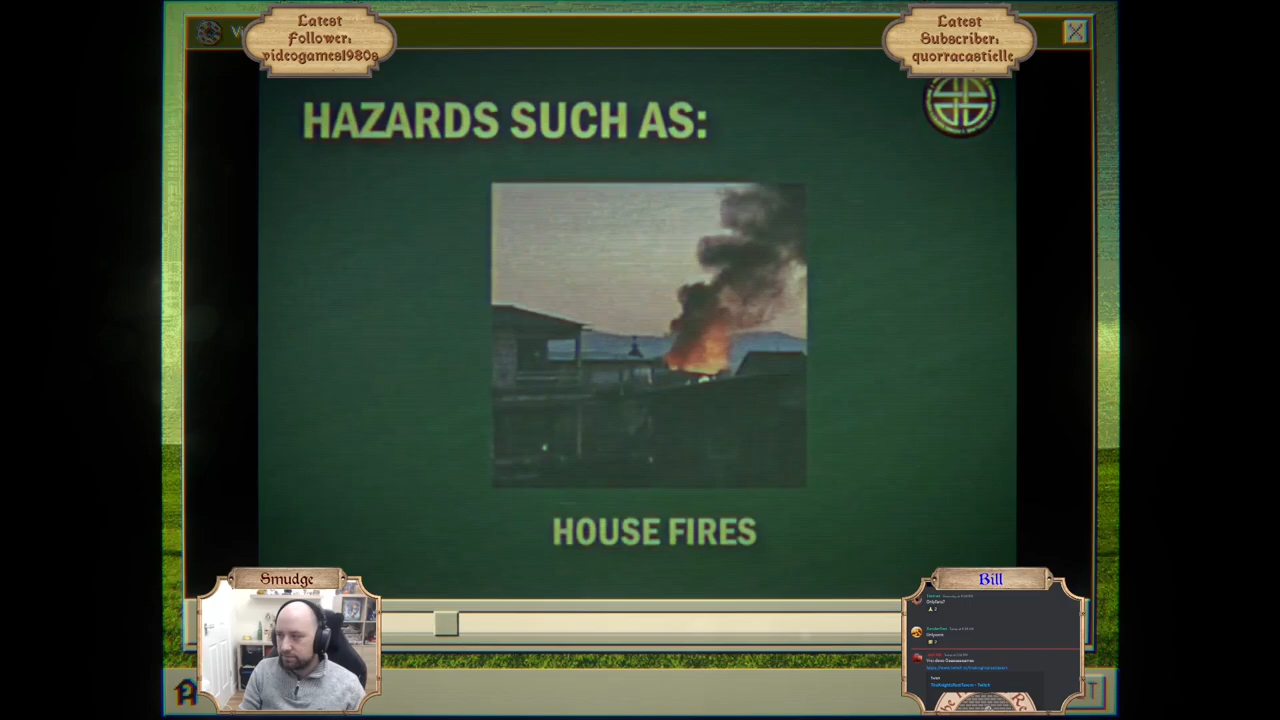 Latest
Follower:
videogames1980s
Latest
Subscriber:
quorracastielle
HAZARDS SUCH AS:
HOUSE FIRES
Smudge
Bill